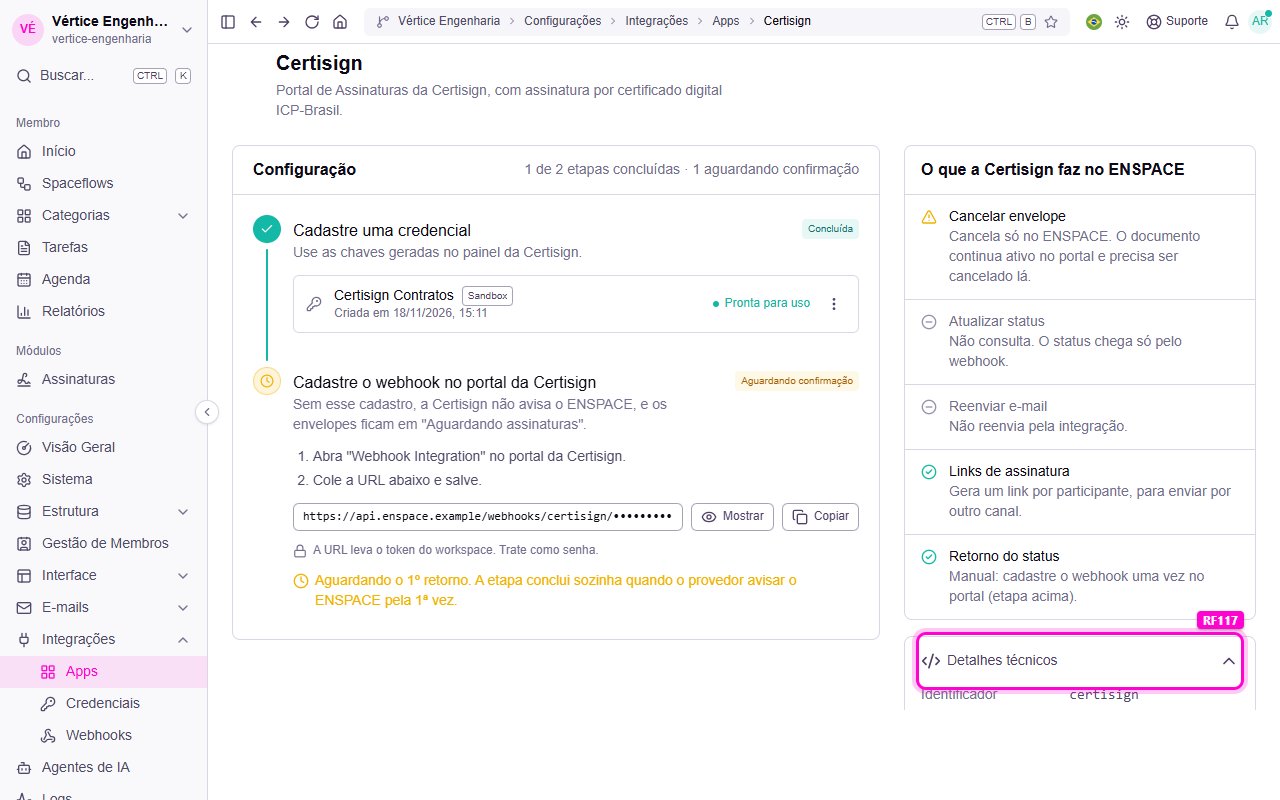 VÉ
Vértice Engenh...
vertice-engenharia
Buscar...
CTRL
K
Membro
Início
Spaceflows
Categorias
Tarefas
Agenda
Relatórios
Módulos
Assinaturas
Configurações
Visão Geral
Sistema
Estrutura
Gestão de Membros
Interface
E-mails
Integrações
Apps
Credenciais
Webhooks
Agentes de IA
Logs
Vértice Engenharia
Configurações
Integrações
Apps
Certisign
CTRL
B
Suporte
AR
Certisign
Portal de Assinaturas da Certisign, com assinatura por certificado digital
ICP-Brasil.
Configuração
1 de 2 etapas concluídas · 1 aguardando confirmação
Cadastre uma credencial
Concluída
Use as chaves geradas no painel da Certisign.
Certisign Contratos
Sandbox
Criada em 18/11/2026, 15:11
Pronta para uso
Cadastre o webhook no portal da Certisign
Aguardando confirmação
Sem esse cadastro, a Certisign não avisa o ENSPACE, e os
envelopes ficam em "Aguardando assinaturas".
1. Abra "Webhook Integration" no portal da Certisign.
2. Cole a URL abaixo e salve.
https://api.enspace.example/webhooks/certisign/•••••••••
Mostrar
Copiar
A URL leva o token do workspace. Trate como senha.
Aguardando o 1º retorno. A etapa conclui sozinha quando o provedor avisar o
ENSPACE pela 1ª vez.
O que a Certisign faz no ENSPACE
Cancelar envelope
Cancela só no ENSPACE. O documento
continua ativo no portal e precisa ser
cancelado lá.
Atualizar status
Não consulta. O status chega só pelo
webhook.
Reenviar e-mail
Não reenvia pela integração.
Links de assinatura
Gera um link por participante, para enviar por
outro canal.
Retorno do status
Manual: cadastre o webhook uma vez no
portal (etapa acima).
RF117
Detalhes técnicos
Identificador
certisign